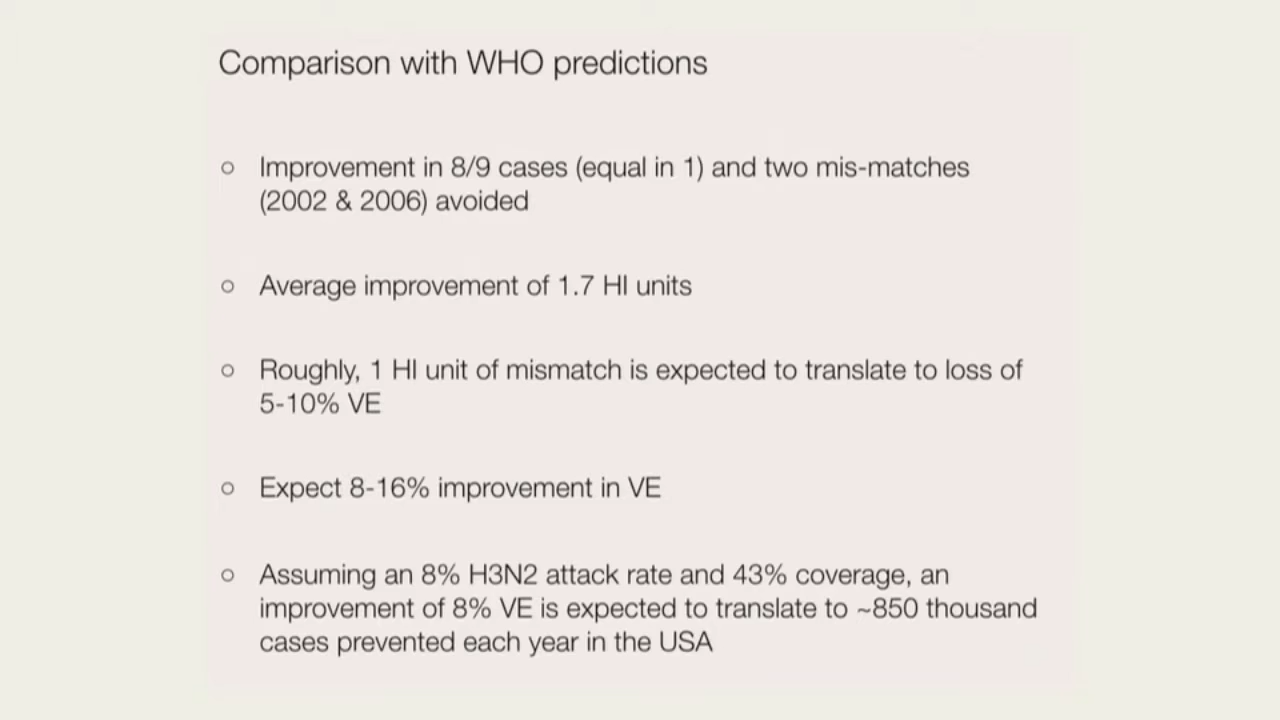 Comparison with WHO predictions
○ Improvement in 8/9 cases (equal in 1) and two mis-matches
(2002 & 2006) avoided
○ Average improvement of 1.7 HI units
○ Roughly, 1 HI unit of mismatch is expected to translate to loss of
5-10% VE
○ Expect 8-16% improvement in VE
○ Assuming an 8% H3N2 attack rate and 43% coverage, an
improvement of 8% VE is expected to translate to ~850 thousand
cases prevented each year in the USA